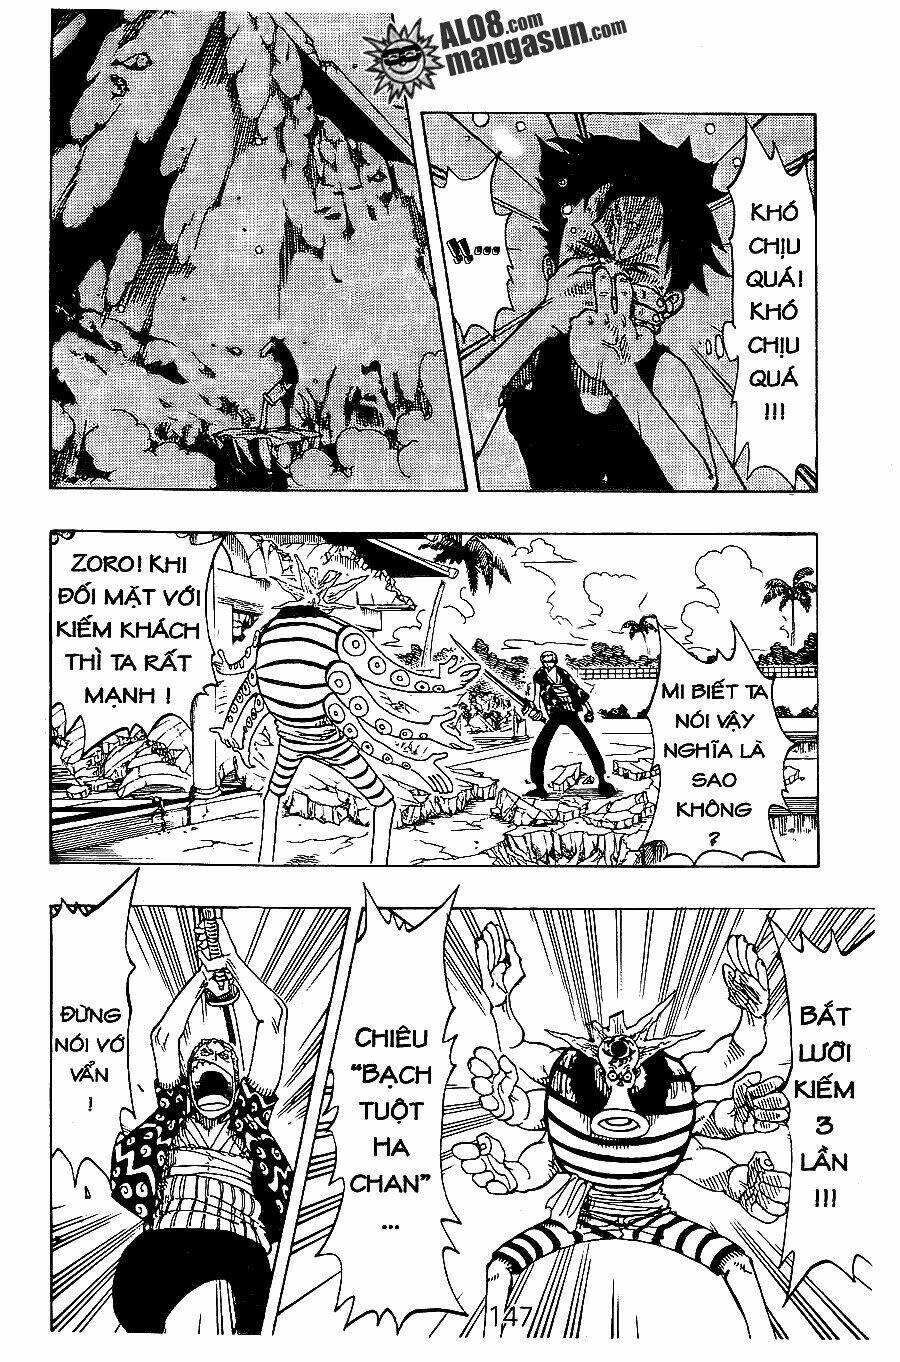 ALO8.com
mangasun.com
KHÓ
CHỊU
QUÁ!
KHÓ
CHỊU
QUÁ
!!!
!!...
ZORO! KHI
ĐỐI MẶT VỚI
KIẾM KHÁCH
THÌ TA RẤT
MẠNH !
MI BIẾT TA
NÓI VẬY
NGHĨA LÀ
SAO
KHÔNG
?
BẮT
LƯỠI
KIẾM
3
LẦN
!!!
CHIÊU
"BẠCH
TUỘT
HA
CHAN"
...
ĐỪNG
NÓI VỚ
VẨN
!
147